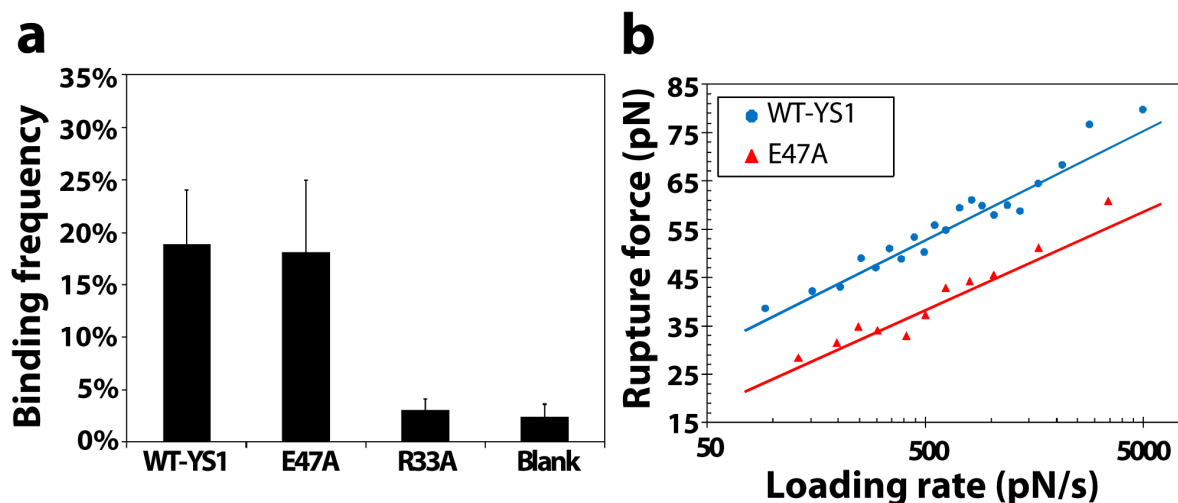 a
Binding frequency
35%
30%
25%
20%
15%
10%
5%
0%
WT-YS1 E47A R33A Blank
b
Rupture force (pN)
85
75
65
55
45
35
25
15
WT-YS1
E47A
50 500 5000
Loading rate (pN/s)